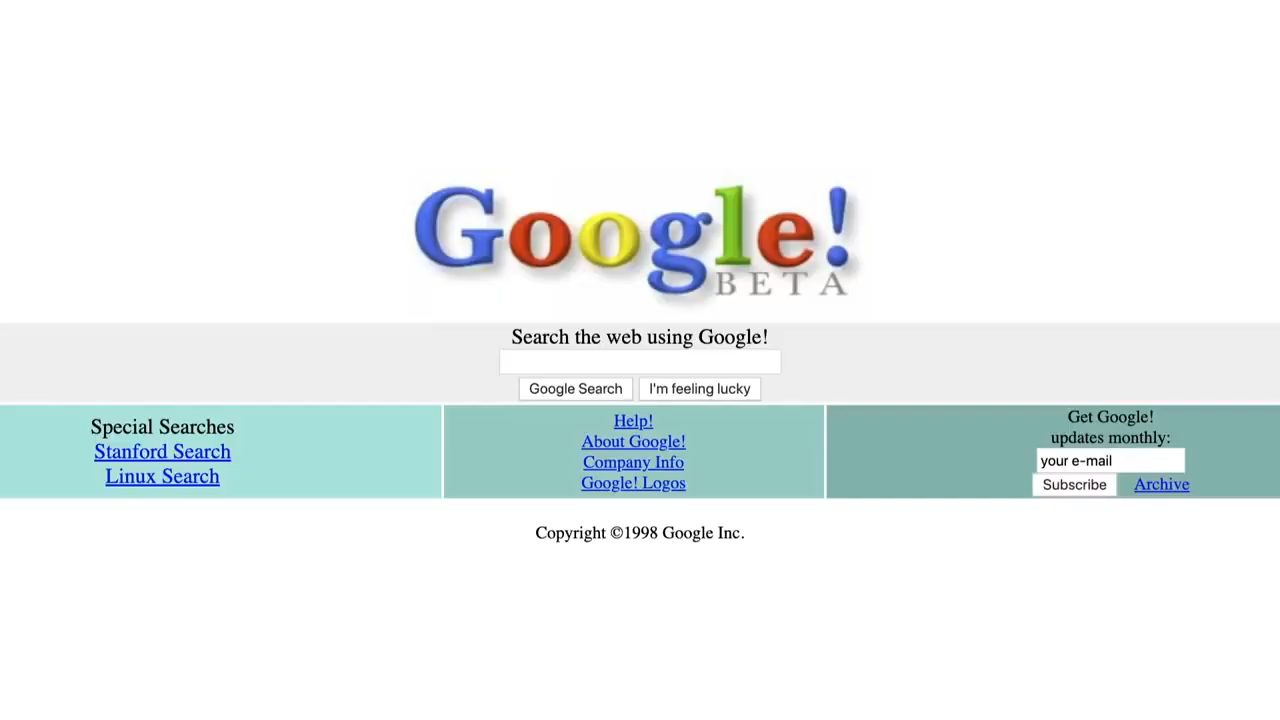 Google!
BETA
Search the web using Google!
Google Search
I'm feeling lucky
Special Searches
Stanford Search
Linux Search
Help!
About Google!
Company Info
Google! Logos
Get Google!
updates monthly:
your e-mail
Subscribe Archive
Copyright ©1998 Google Inc.